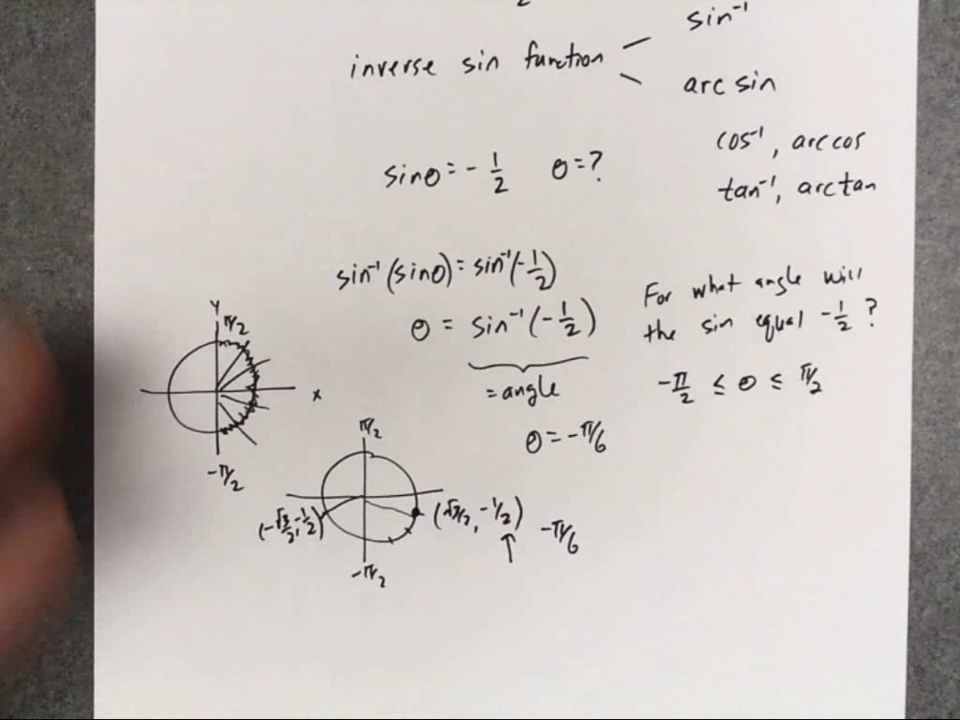 inverse sin function
sin⁻¹
arc sin
cos⁻¹, arc cos
tan⁻¹, arctan
sinθ = -1/2   θ = ?
sin⁻¹(sinθ) = sin⁻¹(-1/2)
θ = sin⁻¹(-1/2)
= angle
For what angle will
the sin equal -1/2 ?
-π/2 ≤ θ ≤ π/2
θ = -π/6
y
π/2
x
-π/2
π/2
(-√3/2, -1/2)
(√3/2, -1/2)
-π/6
-π/2